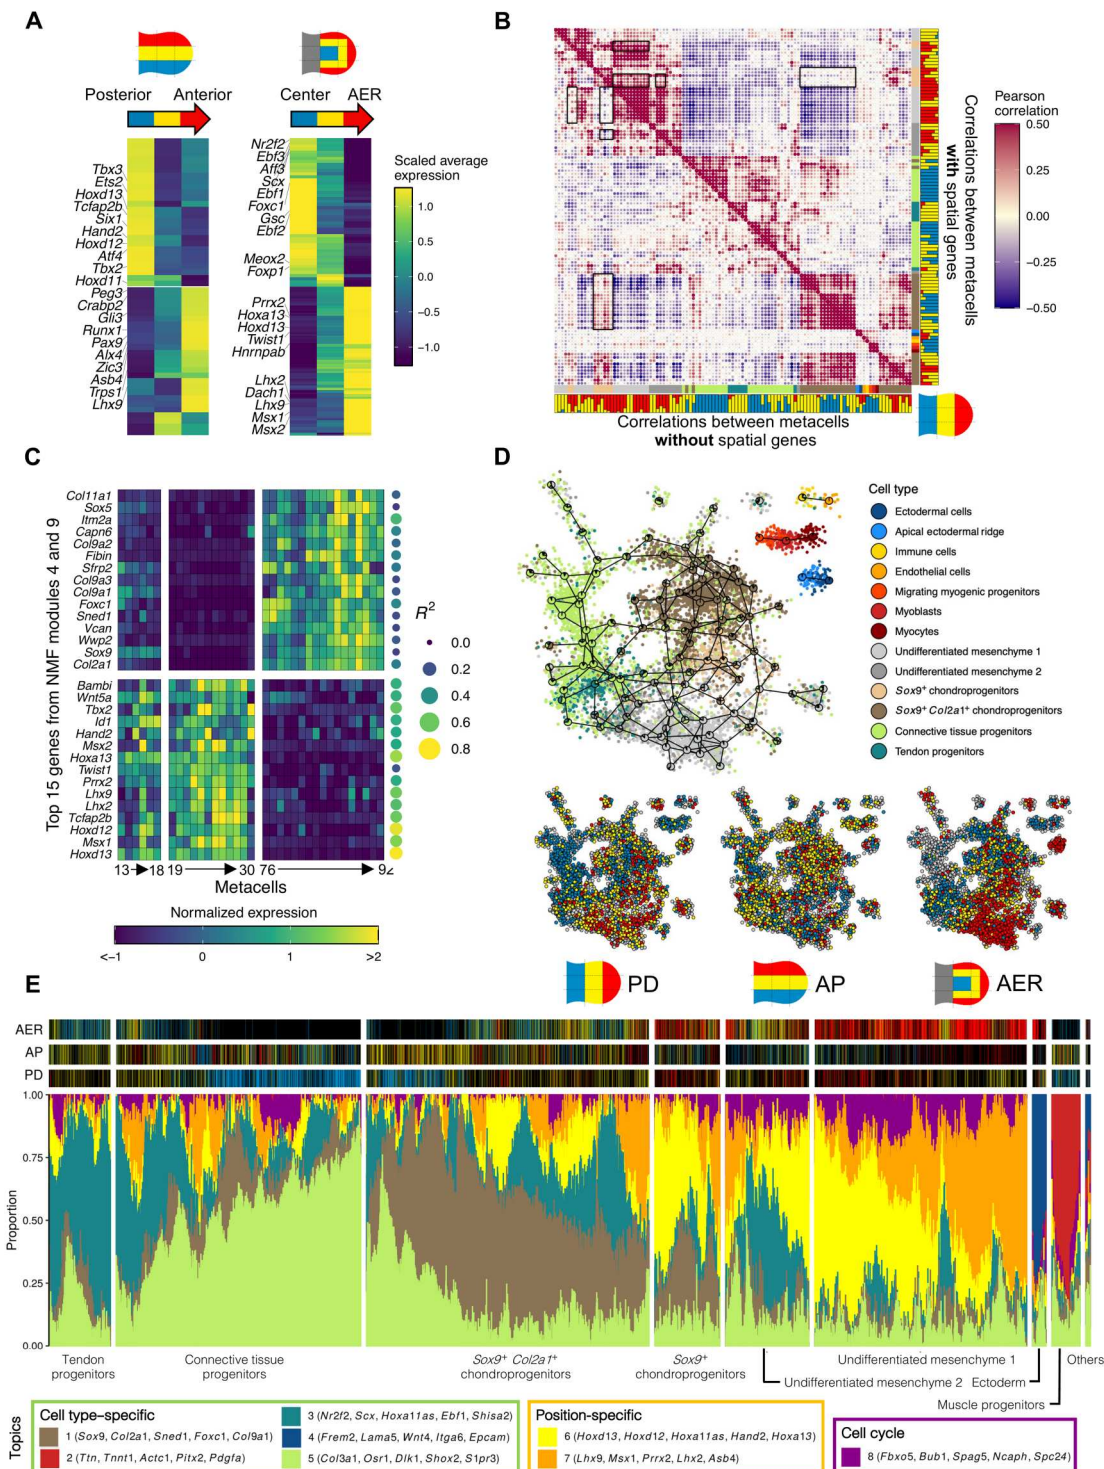 A
Posterior Anterior
Center AER
Tbx3
Ets2
Hoxd13
Tcfap2b
Six1
Hand2
Hoxd12
Atf4
Tbx2
Hoxd11
Peg3
Crabp2
Gli3
Runx1
Pax9
Alx4
Zic3
Asb4
Trps1
Lhx9
Nr2f2
Ebf3
Aff3
Scx
Ebf1
Foxc1
Gsc
Ebf2
Meox2
Foxp1
Prrx2
Hoxa13
Hoxd13
Twist1
Hnrnpab
Lhx2
Dach1
Lhx9
Msx1
Msx2
Scaled average
expression
1.0
0.5
0.0
−0.5
−1.0
B
Correlations between metacells
with spatial genes
Pearson
correlation
0.50
0.25
0.00
−0.25
−0.50
Correlations between metacells
without spatial genes
C
Top 15 genes from NMF modules 4 and 9
Col11a1
Sox5
Itm2a
Capn6
Col9a2
Fibin
Sfrp2
Col9a3
Col9a1
Foxc1
Sned1
Vcan
Wwp2
Sox9
Col2a1
Bambi
Wnt5a
Tbx2
Id1
Hand2
Msx2
Hoxa13
Twist1
Prrx2
Lhx9
Lhx2
Tcfap2b
Hoxd12
Msx1
Hoxd13
R²
0.0
0.2
0.4
0.6
0.8
13 18 19 30 76 92
Metacells
Normalized expression
<−1 0 1 >2
D
Cell type
Ectodermal cells
Apical ectodermal ridge
Immune cells
Endothelial cells
Migrating myogenic progenitors
Myoblasts
Myocytes
Undifferentiated mesenchyme 1
Undifferentiated mesenchyme 2
Sox9⁺ chondroprogenitors
Sox9⁺ Col2a1⁺ chondroprogenitors
Connective tissue progenitors
Tendon progenitors
PD AP AER
E
AER
AP
PD
Proportion
1.00
0.75
0.50
0.25
0.00
Tendon
progenitors
Connective tissue
progenitors
Sox9⁺ Col2a1⁺
chondroprogenitors
Sox9⁺
chondroprogenitors
Undifferentiated mesenchyme 1
Others
Undifferentiated mesenchyme 2 Ectoderm
Muscle progenitors
Topics
Cell type–specific
1 (Sox9, Col2a1, Sned1, Foxc1, Col9a1)
2 (Ttn, Tnnt1, Actc1, Pitx2, Pdgfa)
3 (Nr2f2, Scx, Hoxa11as, Ebf1, Shisa2)
4 (Frem2, Lama5, Wnt4, Itga6, Epcam)
5 (Col3a1, Osr1, Dlk1, Shox2, S1pr3)
Position-specific
6 (Hoxd13, Hoxd12, Hoxa11as, Hand2, Hoxa13)
7 (Lhx9, Msx1, Prrx2, Lhx2, Asb4)
Cell cycle
8 (Fbxo5, Bub1, Spag5, Ncaph, Spc24)